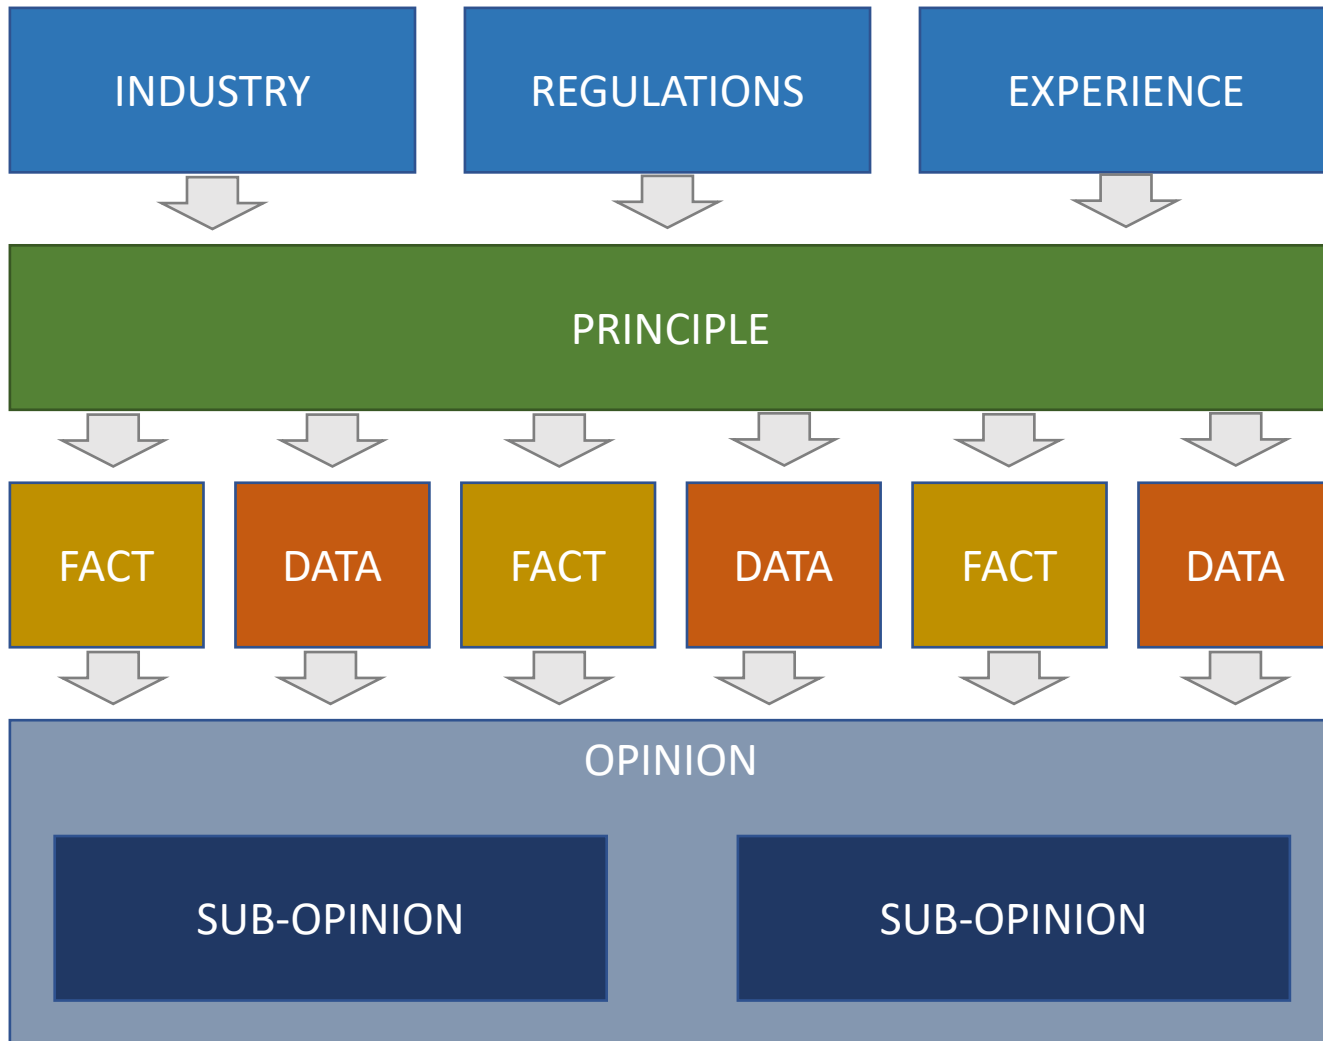 INDUSTRY
REGULATIONS
EXPERIENCE
PRINCIPLE
FACT
DATA
FACT
DATA
FACT
DATA
OPINION
SUB-OPINION
SUB-OPINION